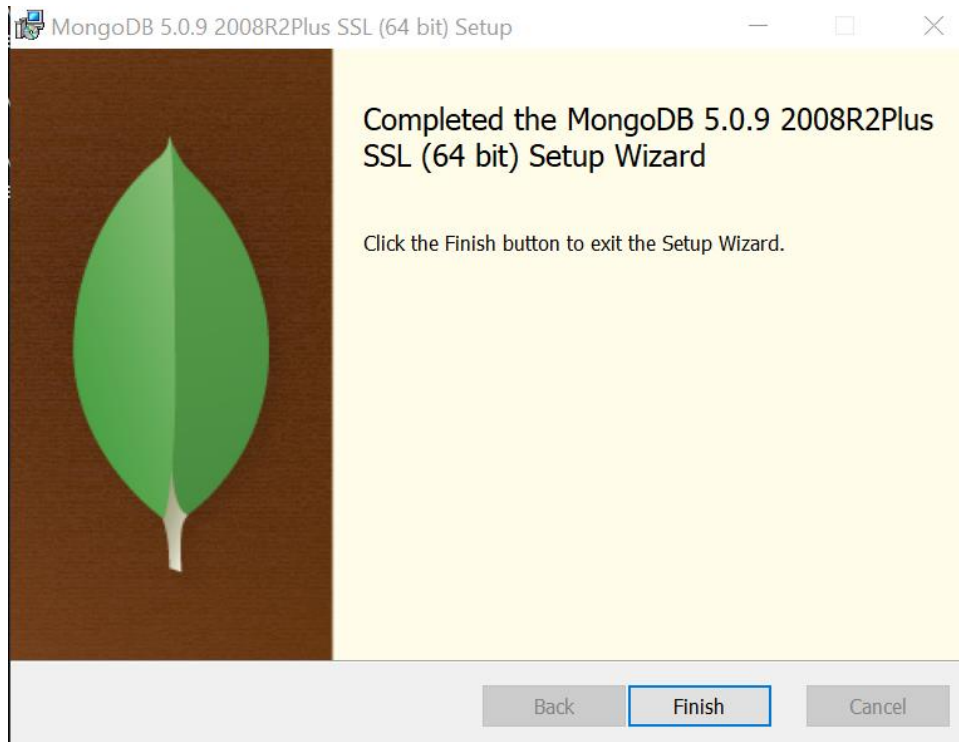 MongoDB 5.0.9 2008R2Plus SSL (64 bit) Setup
Completed the MongoDB 5.0.9 2008R2Plus
SSL (64 bit) Setup Wizard
Click the Finish button to exit the Setup Wizard.
Back Finish Cancel